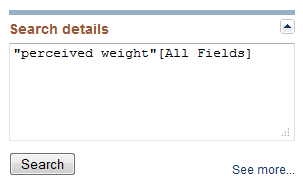 Search details
"perceived weight"[All Fields]
Search
See more...